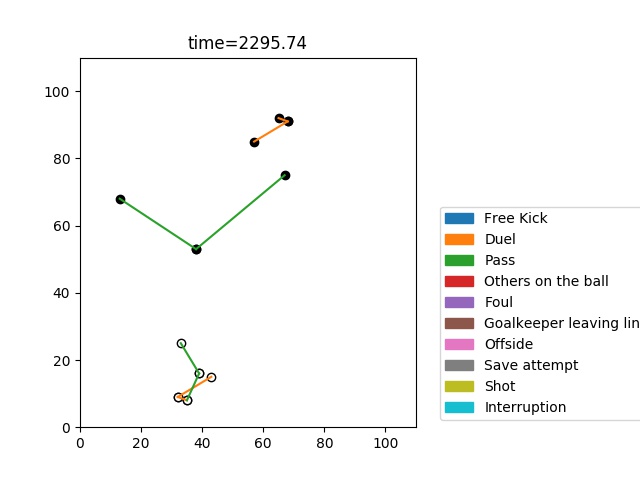 time=2295.74
100
80
60
40
20
0
0 20 40 60 80 100
Free Kick
Duel
Pass
Others on the ball
Foul
Goalkeeper leaving lin
Offside
Save attempt
Shot
Interruption